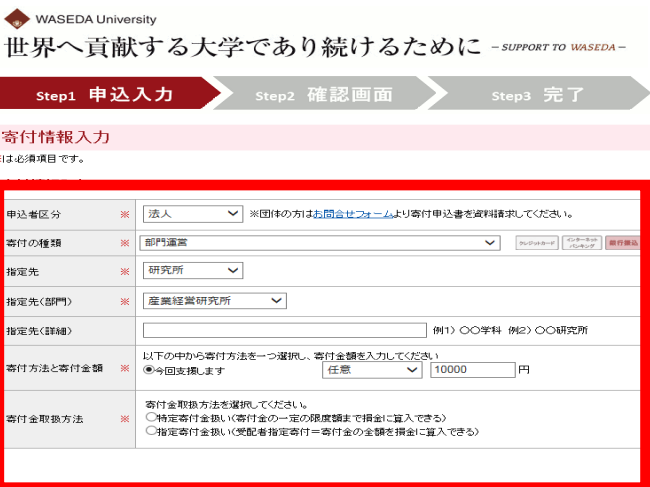 WASEDA University
世界へ貢献する大学であり続けるために – SUPPORT TO WASEDA –
Step1 申込入力 Step2 確認画面 Step3 完了
寄付情報入力
※は必須項目です。
申込者区分 ※ 法人 ※団体の方はお問合せフォームより寄付申込書を資料請求してください。
寄付の種類 ※ 部門運営 クレジットカード インターネットバンキング 銀行振込
指定先 ※ 研究所
指定先(部門) ※ 産業経営研究所
指定先(詳細) 例1) 〇〇学科 例2) 〇〇研究所
以下の中から寄付方法を一つ選択し、寄付金額を入力してください
寄付方法と寄付金額 ※ 今回支援します 任意 10000 円
寄付金取扱方法を選択してください。
寄付金取扱方法 ※ 特定寄付金扱い(寄付金の一定の限度額まで損金に算入できる)
指定寄付金扱い(受配者指定寄付=寄付金の全額を損金に算入できる)